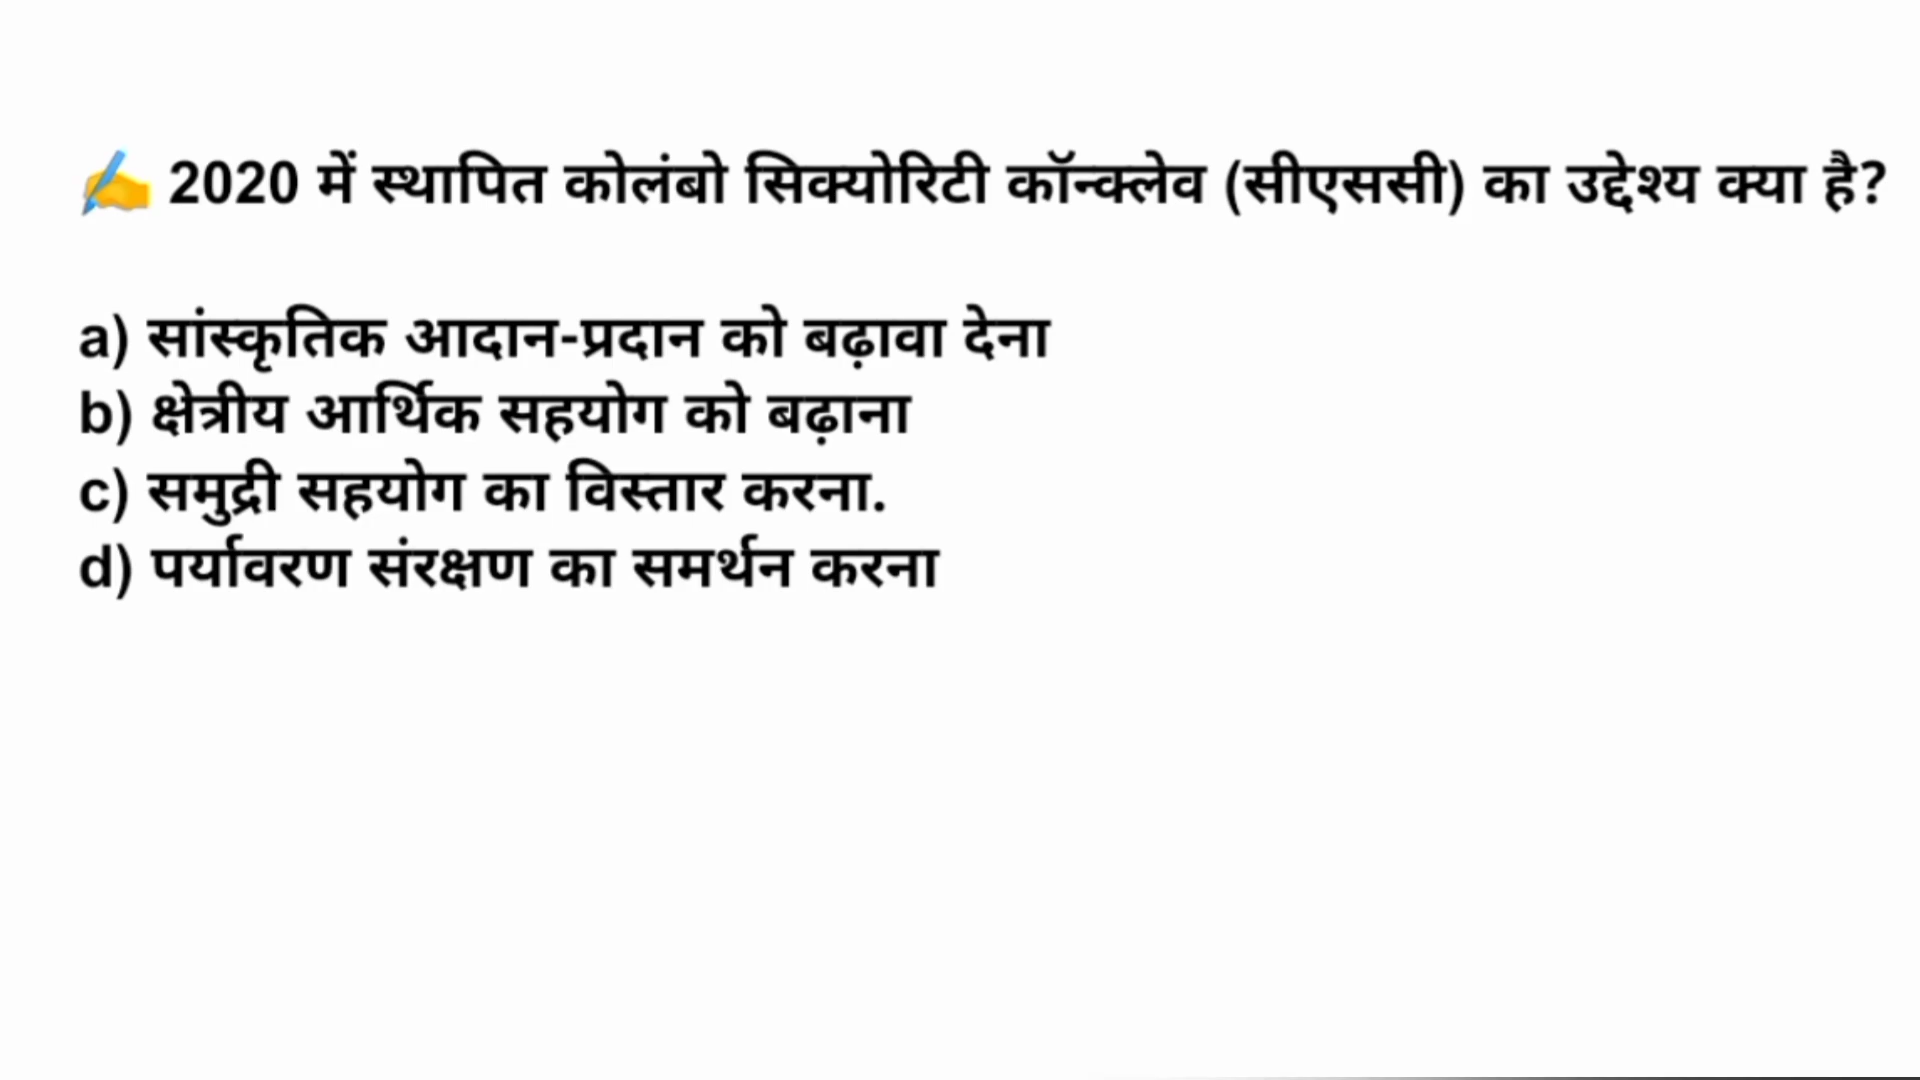 ✍️ 2020 में स्थापित कोलंबो सिक्योरिटी कॉन्क्लेव (सीएससी) का उद्देश्य क्या है?
a) सांस्कृतिक आदान-प्रदान को बढ़ावा देना
b) क्षेत्रीय आर्थिक सहयोग को बढ़ाना
c) समुद्री सहयोग का विस्तार करना.
d) पर्यावरण संरक्षण का समर्थन करना